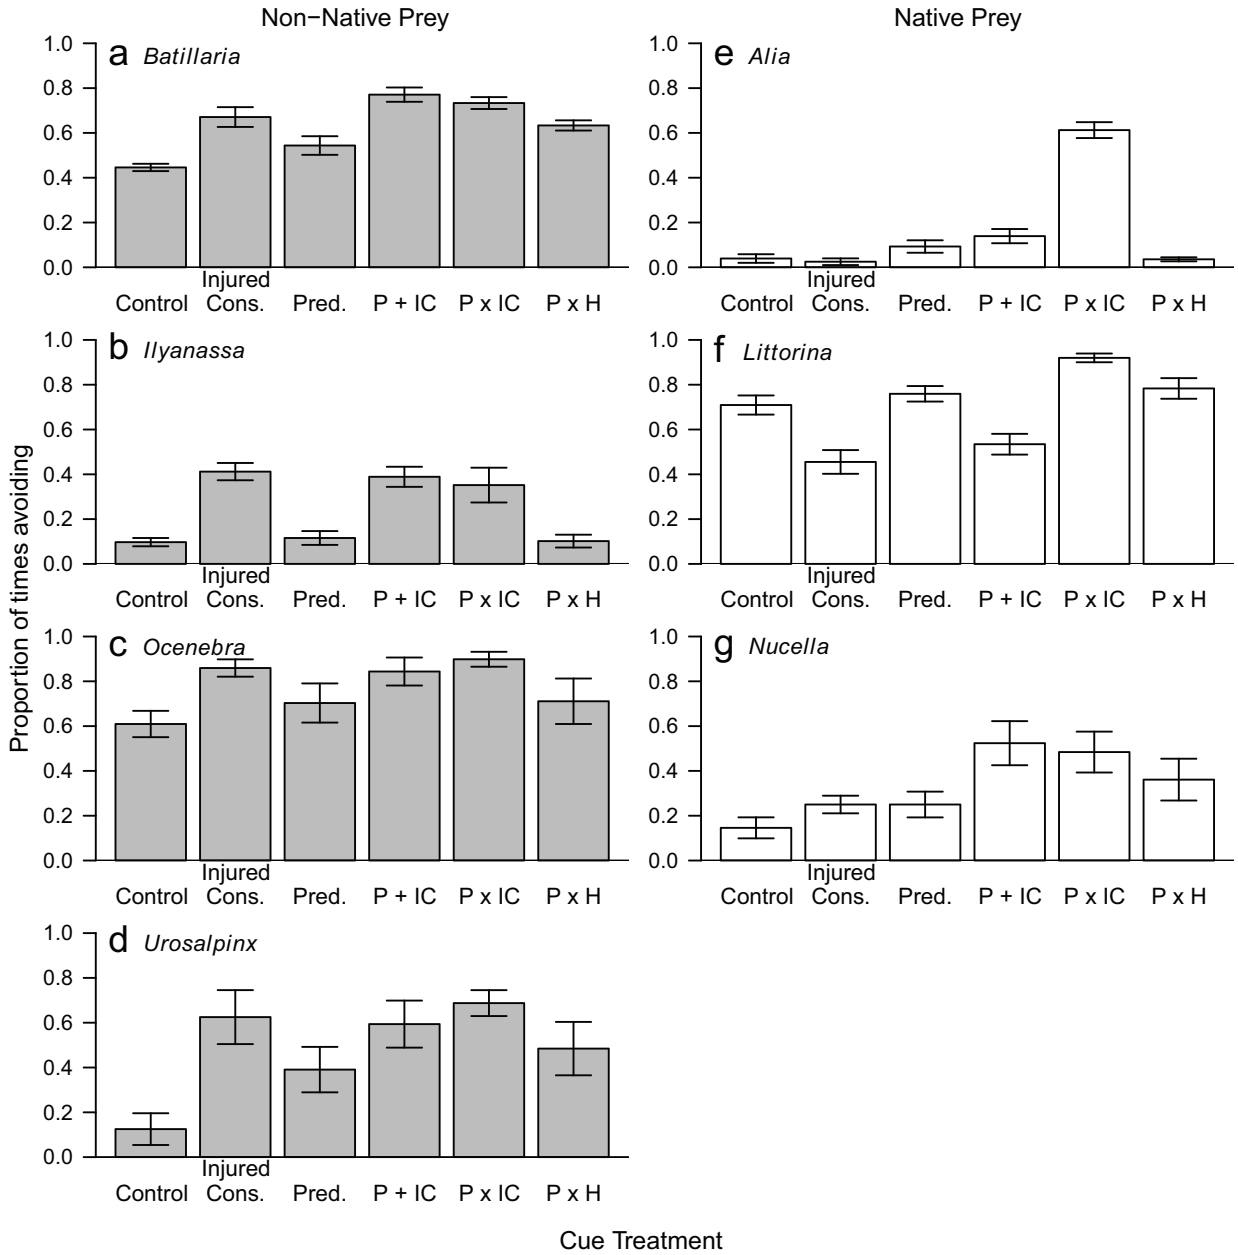 Non−Native Prey
Native Prey
Proportion of times avoiding
a Batillaria
1.0
0.8
0.6
0.4
0.2
0.0
Control Injured Cons. Pred. P + IC P x IC P x H
e Alia
1.0
0.8
0.6
0.4
0.2
0.0
Control Injured Cons. Pred. P + IC P x IC P x H
b Ilyanassa
1.0
0.8
0.6
0.4
0.2
0.0
Control Injured Cons. Pred. P + IC P x IC P x H
f Littorina
1.0
0.8
0.6
0.4
0.2
0.0
Control Injured Cons. Pred. P + IC P x IC P x H
c Ocenebra
1.0
0.8
0.6
0.4
0.2
0.0
Control Injured Cons. Pred. P + IC P x IC P x H
g Nucella
1.0
0.8
0.6
0.4
0.2
0.0
Control Injured Cons. Pred. P + IC P x IC P x H
d Urosalpinx
1.0
0.8
0.6
0.4
0.2
0.0
Control Injured Cons. Pred. P + IC P x IC P x H
Cue Treatment